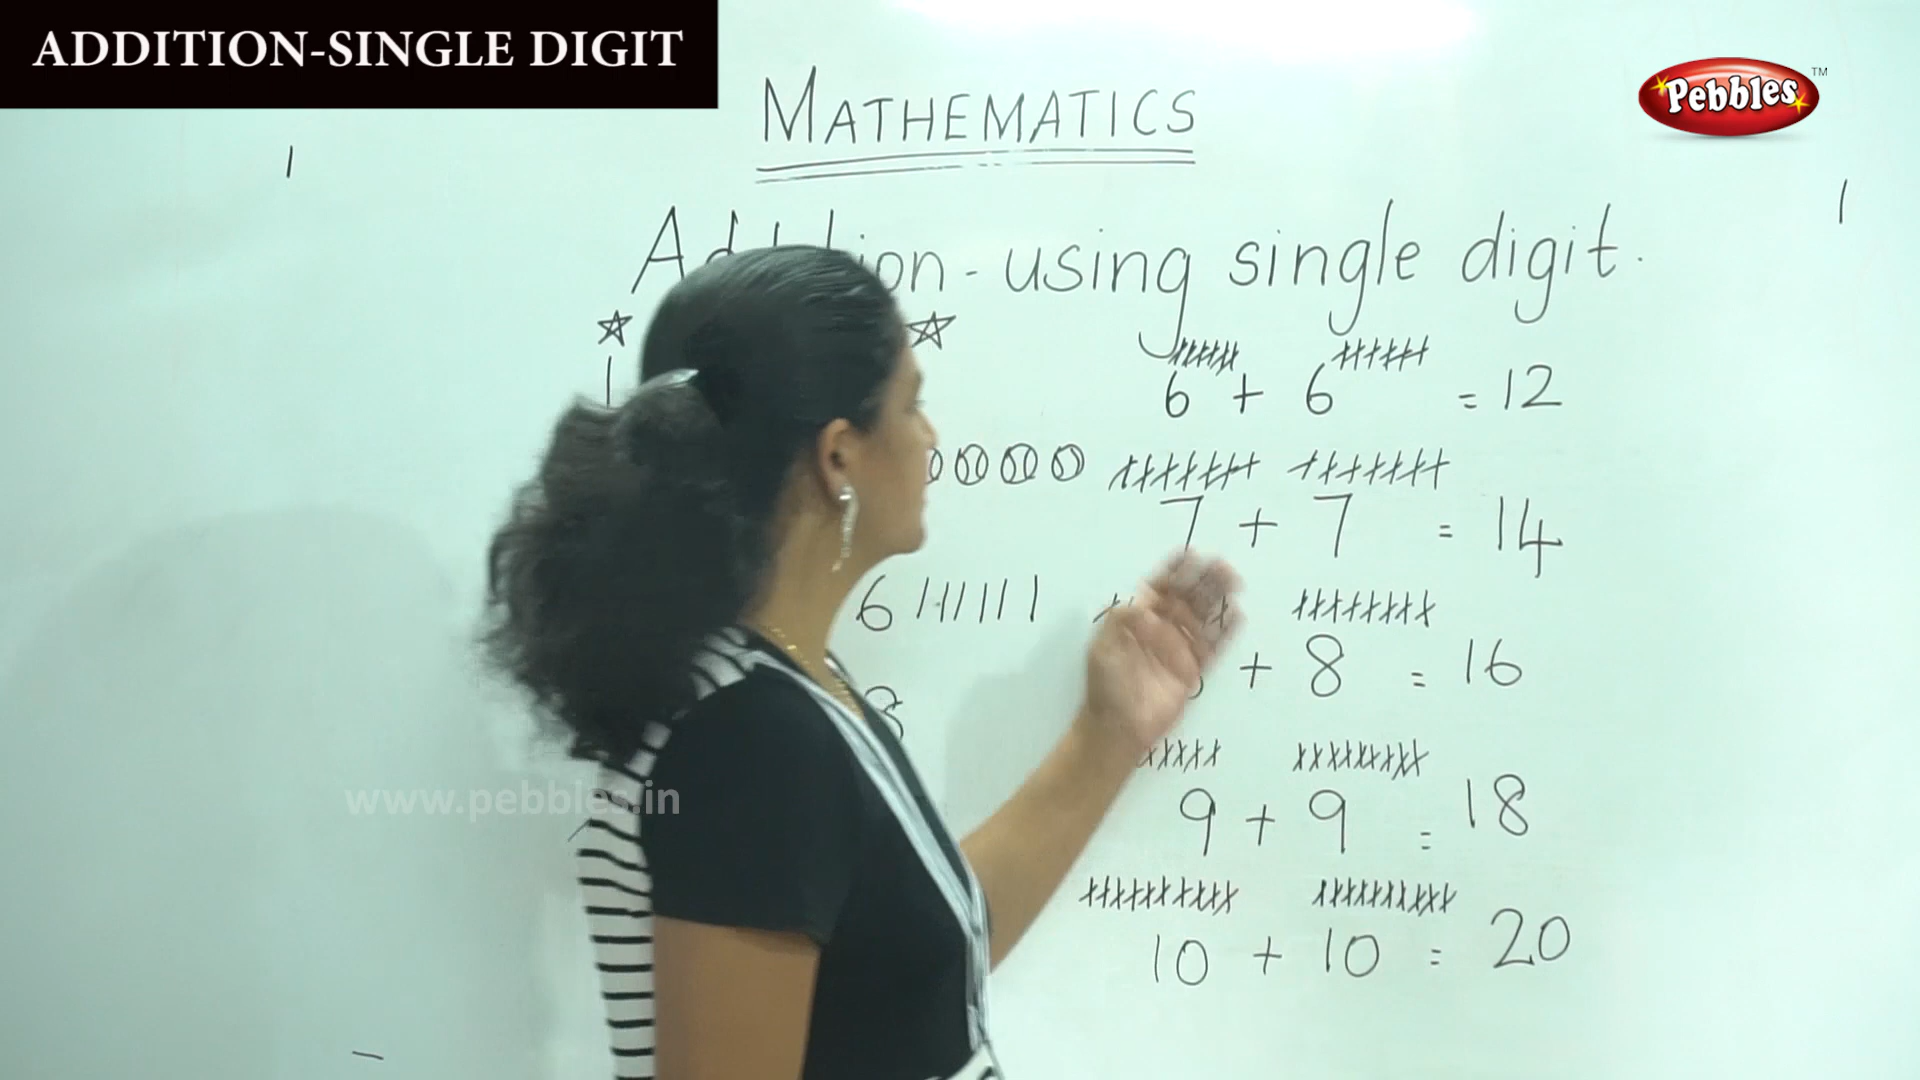 ADDITION-SINGLE DIGIT
Pebbles TM
MATHEMATICS
using single digit.
6 + 6 = 12
7 + 7 = 14
6
+ 8 = 16
www.pebbles.in
9 + 9 = 18
10 + 10 = 20